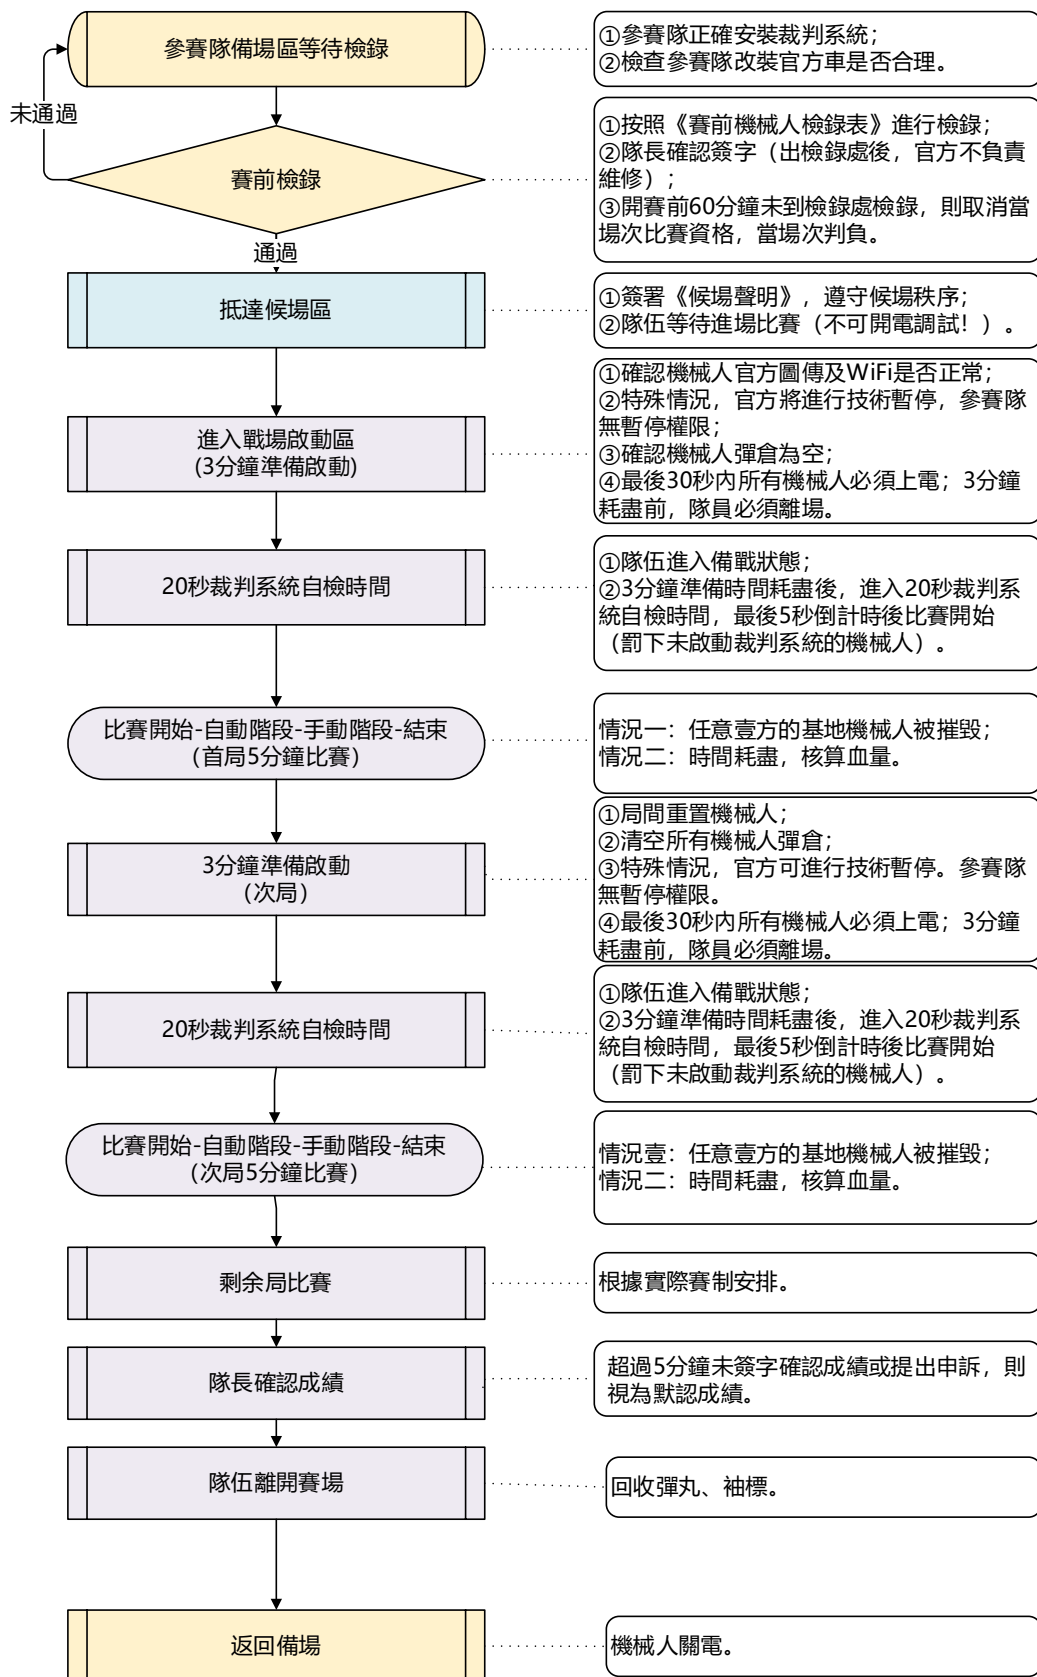 參賽隊備場區等待檢錄
①參賽隊正確安裝裁判系統；
②檢查參賽隊改裝官方車是否合理。
未通過
賽前檢錄
①按照《賽前機械人檢錄表》進行檢錄；
②隊長確認簽字（出檢錄處後，官方不負責
維修）；
③開賽前60分鐘未到檢錄處檢錄，則取消當
場次比賽資格，當場次判負。
通過
抵達候場區
①簽署《候場聲明》，遵守候場秩序；
②隊伍等待進場比賽（不可開電調試！）。
進入戰場啟動區
(3分鐘準備啟動)
①確認機械人官方圖傳及WiFi是否正常；
②特殊情況，官方將進行技術暫停，參賽隊
無暫停權限；
③確認機械人彈倉為空；
④最後30秒內所有機械人必須上電；3分鐘
耗盡前，隊員必須離場。
20秒裁判系統自檢時間
①隊伍進入備戰狀態；
②3分鐘準備時間耗盡後，進入20秒裁判系
統自檢時間，最後5秒倒計時後比賽開始
（罰下未啟動裁判系統的機械人）。
比賽開始-自動階段-手動階段-結束
（首局5分鐘比賽）
情況一：任意壹方的基地機械人被摧毀；
情況二：時間耗盡，核算血量。
3分鐘準備啟動
（次局）
①局間重置機械人；
②清空所有機械人彈倉；
③特殊情況，官方可進行技術暫停。參賽隊
無暫停權限。
④最後30秒內所有機械人必須上電；3分鐘
耗盡前，隊員必須離場。
20秒裁判系統自檢時間
①隊伍進入備戰狀態；
②3分鐘準備時間耗盡後，進入20秒裁判系
統自檢時間，最後5秒倒計時後比賽開始
（罰下未啟動裁判系統的機械人）。
比賽開始-自動階段-手動階段-結束
（次局5分鐘比賽）
情況壹：任意壹方的基地機械人被摧毀；
情況二：時間耗盡，核算血量。
剩余局比賽
根據實際賽制安排。
隊長確認成績
超過5分鐘未簽字確認成績或提出申訴，則
視為默認成績。
隊伍離開賽場
回收彈丸、袖標。
返回備場
機械人關電。